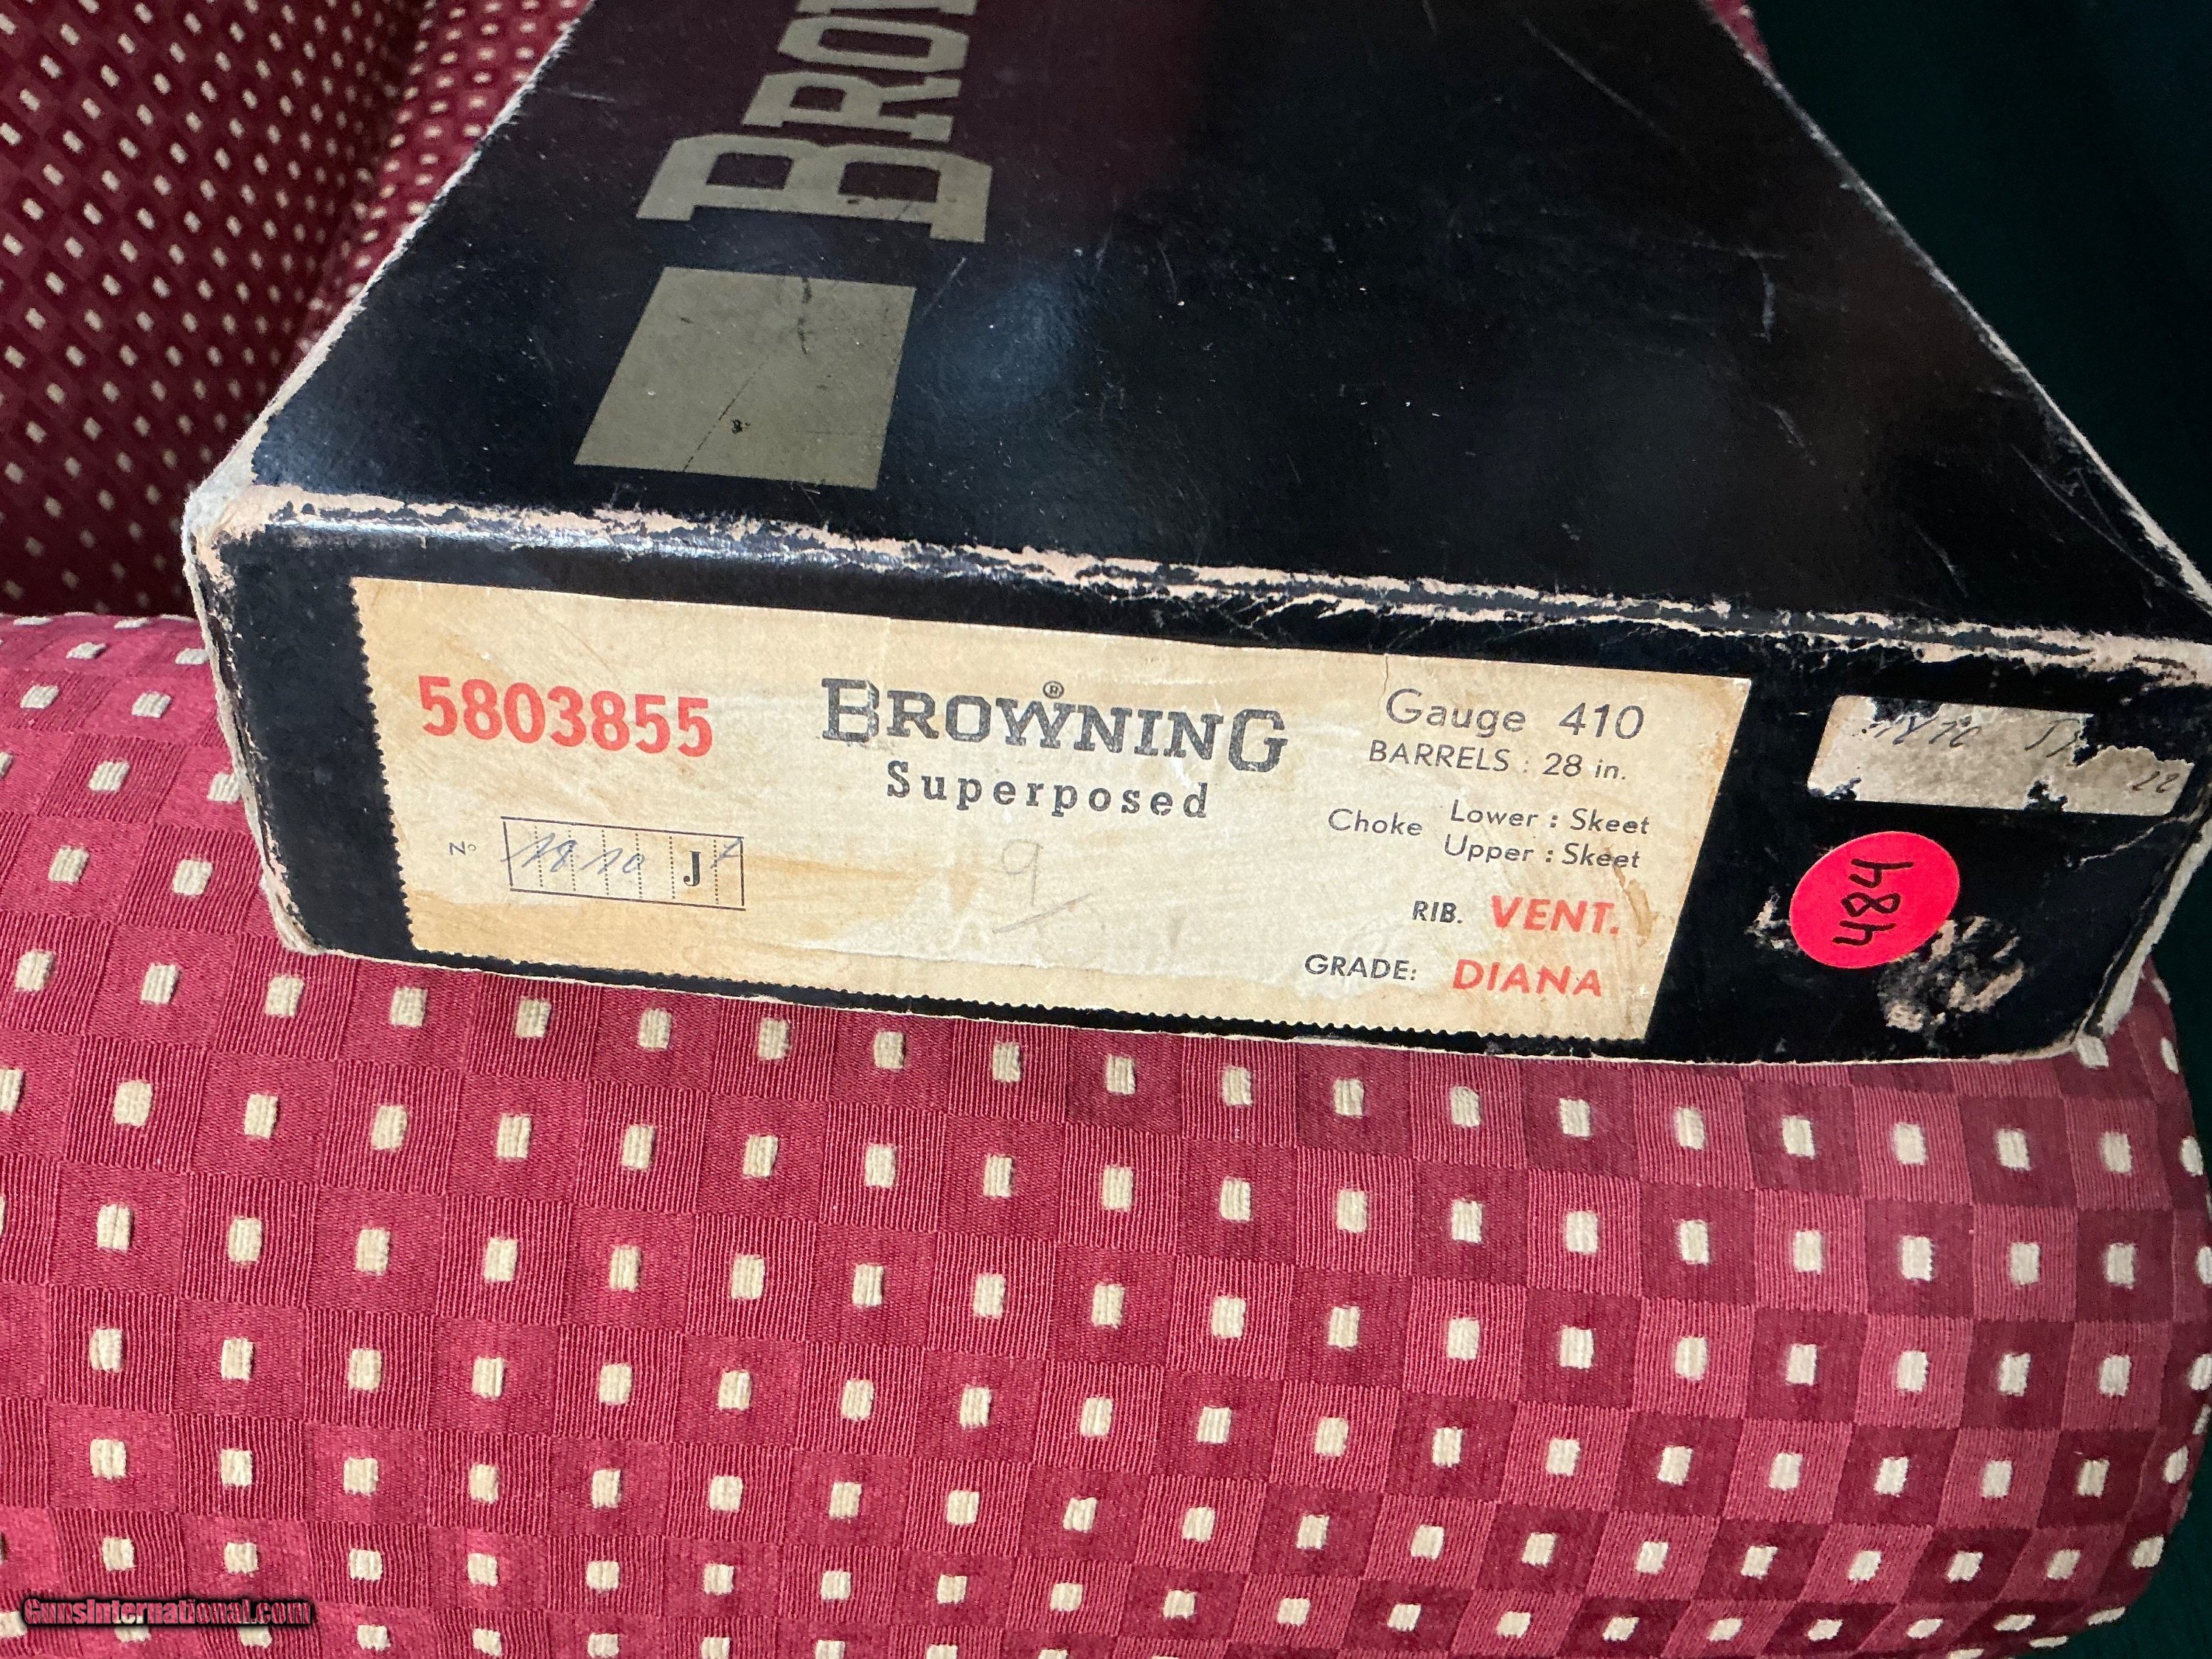 BROW
5803855
BROWNING®
Superposed
Gauge 410
BARRELS : 28 in.
Choke Lower : Skeet
Upper : Skeet
No J
9
RIB. VENT.
GRADE: DIANA
484
GunsInternational.com